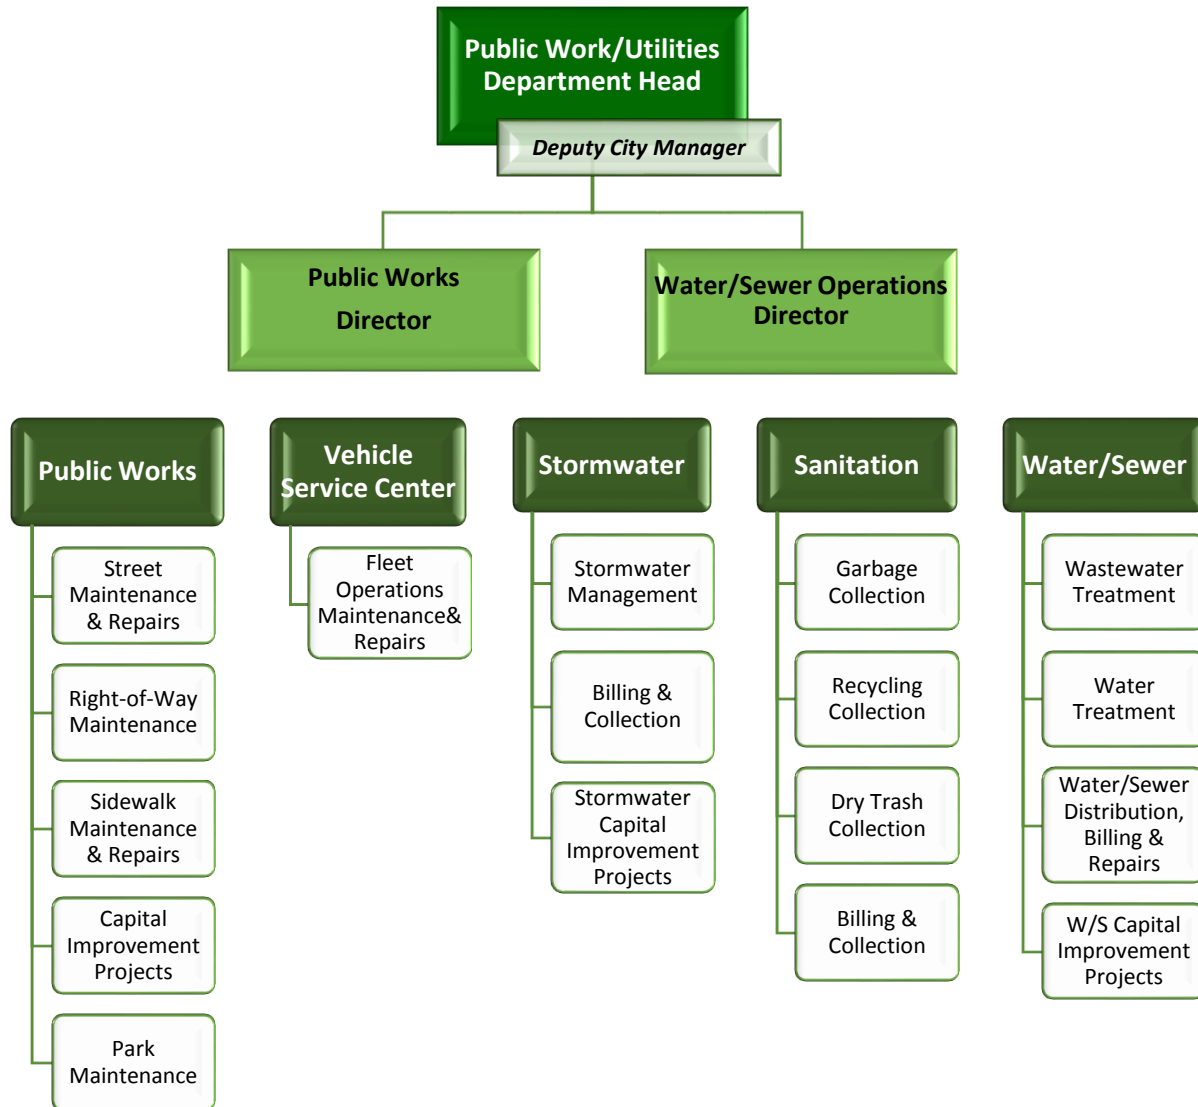 Public Work/Utilities
Department Head
Deputy City Manager
Public Works
Director
Water/Sewer Operations
Director
Public Works
Street
Maintenance
& Repairs
Right-of-Way
Maintenance
Sidewalk
Maintenance
& Repairs
Capital
Improvement
Projects
Park
Maintenance
Vehicle
Service Center
Fleet
Operations
Maintenance&
Repairs
Stormwater
Stormwater
Management
Billing &
Collection
Stormwater
Capital
Improvement
Projects
Sanitation
Garbage
Collection
Recycling
Collection
Dry Trash
Collection
Billing &
Collection
Water/Sewer
Wastewater
Treatment
Water
Treatment
Water/Sewer
Distribution,
Billing &
Repairs
W/S Capital
Improvement
Projects